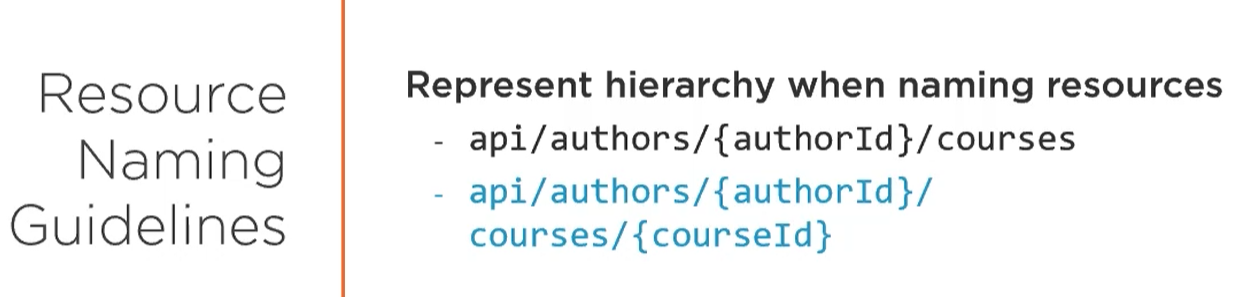 Resource
Naming
Guidelines
Represent hierarchy when naming resources
- api/authors/{authorId}/courses
- api/authors/{authorId}/
courses/{courseId}